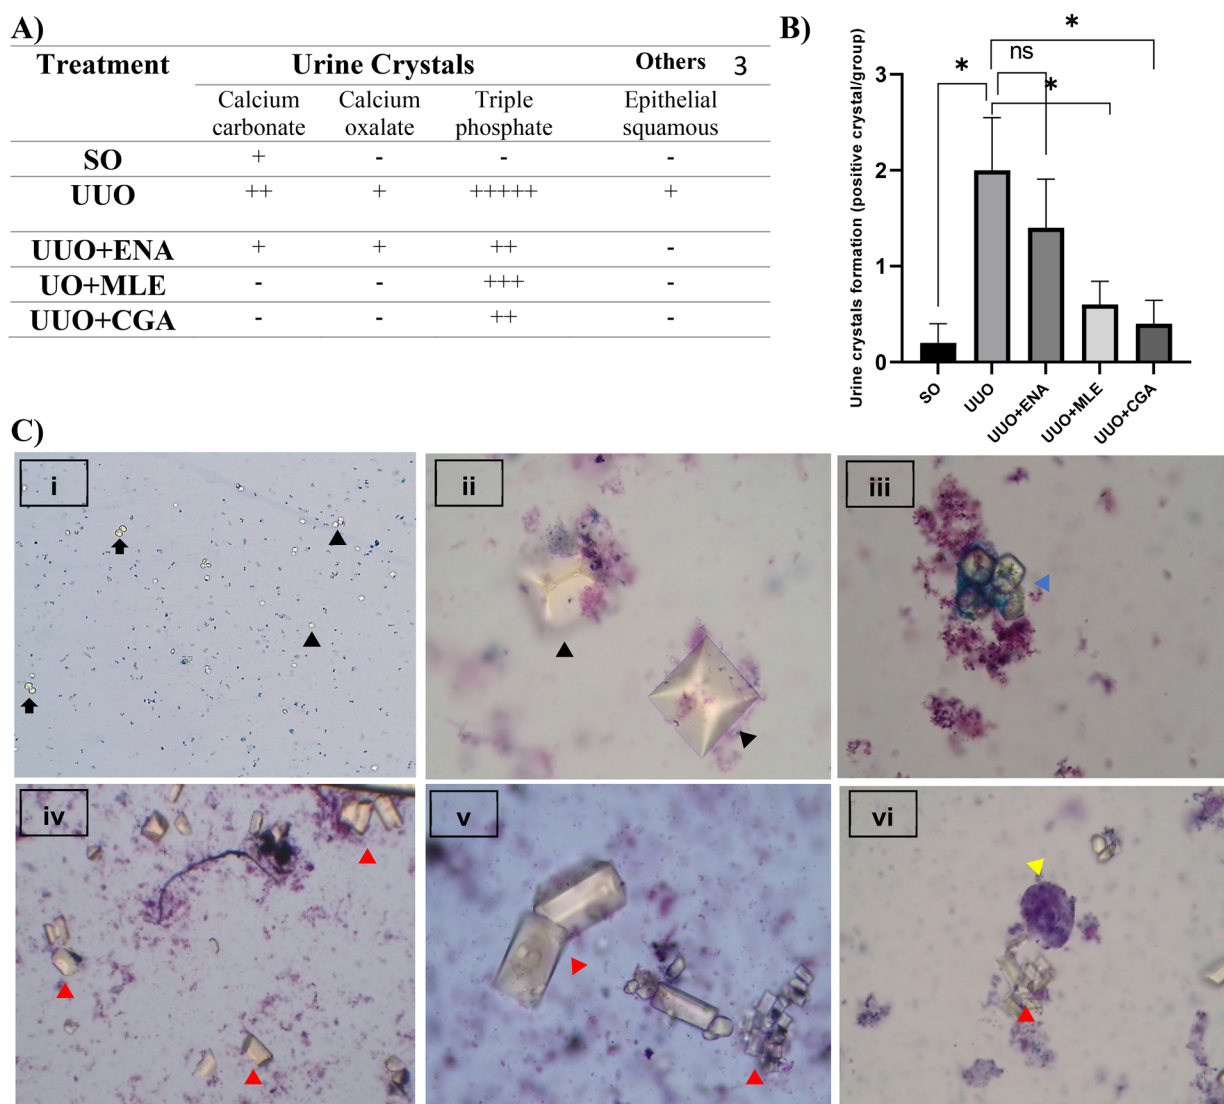 A)
Treatment Urine Crystals Others 3
Calcium carbonate Calcium oxalate Triple phosphate Epithelial squamous
SO + - - -
UUO ++ + +++++ +
UUO+ENA + + ++ -
UO+MLE - - +++ -
UUO+CGA - - ++ -
B)
Urine crystals formation (positive crystal/group)
3
2
1
0
*
ns
*
*
SO
UUO
UUO+ENA
UUO+MLE
UUO+CGA
C)
i
ii
iii
iv
v
vi